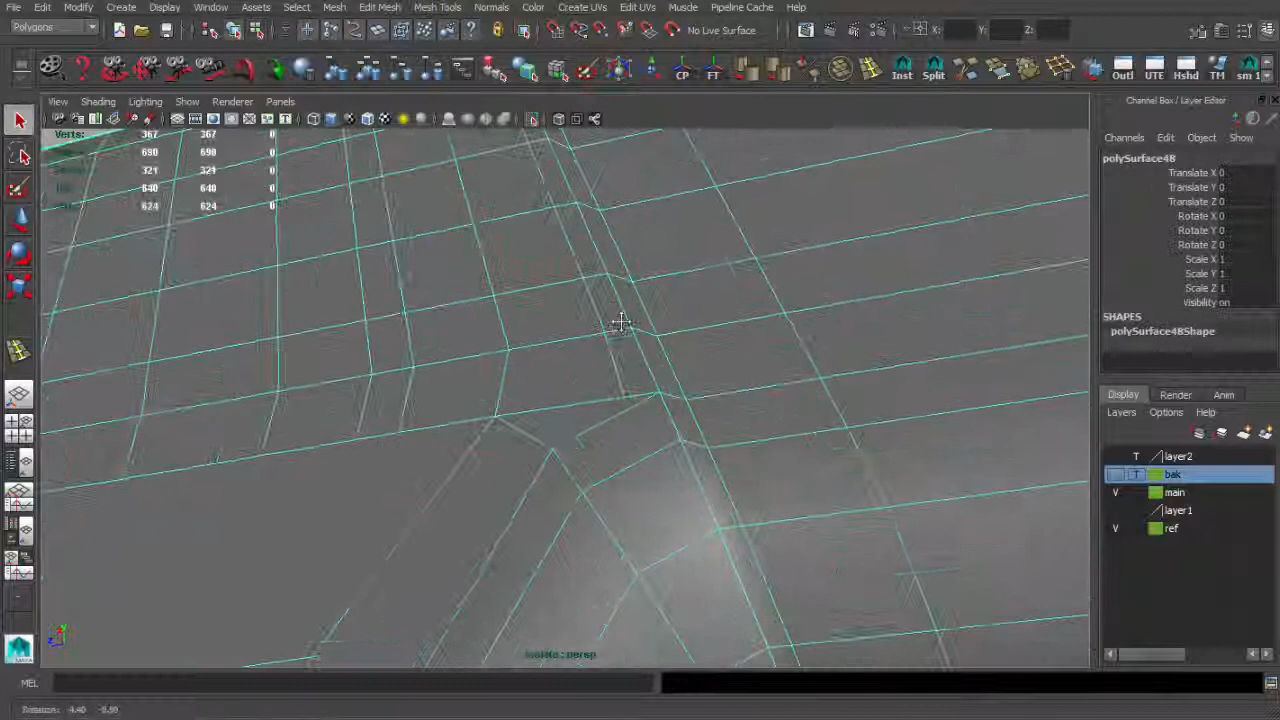 File Edit Modify Create Display Window Assets Select Mesh Edit Mesh Mesh Tools Normals Color Create UVs Edit UVs Muscle Pipeline Cache Help
Polygons No Live Surface X: Y: Z:
CP FT Inst Split Outl UTE Hshd TM sm 1
View Shading Lighting Show Renderer Panels
Channel Box / Layer Editor
Channels Edit Object Show
Verts: 367 367 0
690 690 0
321 321 0
640 640 0
624 624 0
polySurface48
Translate X 0
Translate Y 0
Translate Z 0
Rotate X 0
Rotate Y 0
Rotate Z 0
Scale X 1
Scale Y 1
Scale Z 1
Visibility on
SHAPES
polySurface48Shape
Display Render Anim
Layers Options Help
T layer2
T bak
V main
layer1
V ref
MEL